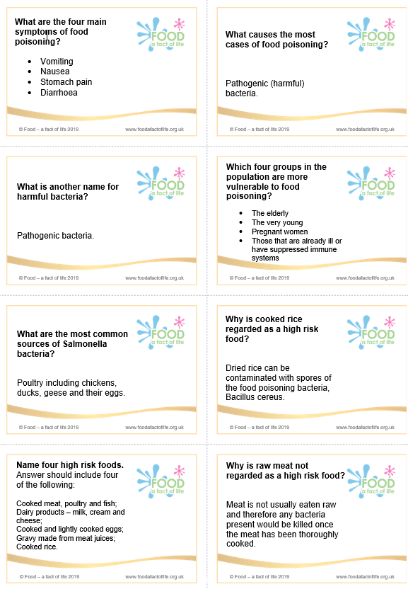 What are the four main
symptoms of food
poisoning?
• Vomiting
• Nausea
• Stomach pain
• Diarrhoea
FOOD
a fact of life
© Food – a fact of life 2019 www.foodafactoflife.org.uk
What causes the most
cases of food poisoning?
Pathogenic (harmful)
bacteria.
FOOD
a fact of life
© Food – a fact of life 2019 www.foodafactoflife.org.uk
What is another name for
harmful bacteria?
Pathogenic bacteria.
FOOD
a fact of life
© Food – a fact of life 2019 www.foodafactoflife.org.uk
Which four groups in the
population are more
vulnerable to food
poisoning?
• The elderly
• The very young
• Pregnant women
• Those that are already ill or
have suppressed immune
systems
FOOD
a fact of life
© Food – a fact of life 2019 www.foodafactoflife.org.uk
What are the most common
sources of Salmonella
bacteria?
Poultry including chickens,
ducks, geese and their eggs.
FOOD
a fact of life
© Food – a fact of life 2019 www.foodafactoflife.org.uk
Why is cooked rice
regarded as a high risk
food?
Dried rice can be
contaminated with spores of
the food poisoning bacteria,
Bacillus cereus.
FOOD
a fact of life
© Food – a fact of life 2019 www.foodafactoflife.org.uk
Name four high risk foods.
Answer should include four
of the following:
Cooked meat, poultry and fish;
Dairy products – milk, cream and
cheese;
Cooked and lightly cooked eggs;
Gravy made from meat juices;
Cooked rice.
FOOD
a fact of life
© Food – a fact of life 2019 www.foodafactoflife.org.uk
Why is raw meat not
regarded as a high risk food?
Meat is not usually eaten raw
and therefore any bacteria
present would be killed once
the meat has been thoroughly
cooked.
FOOD
a fact of life
© Food – a fact of life 2019 www.foodafactoflife.org.uk